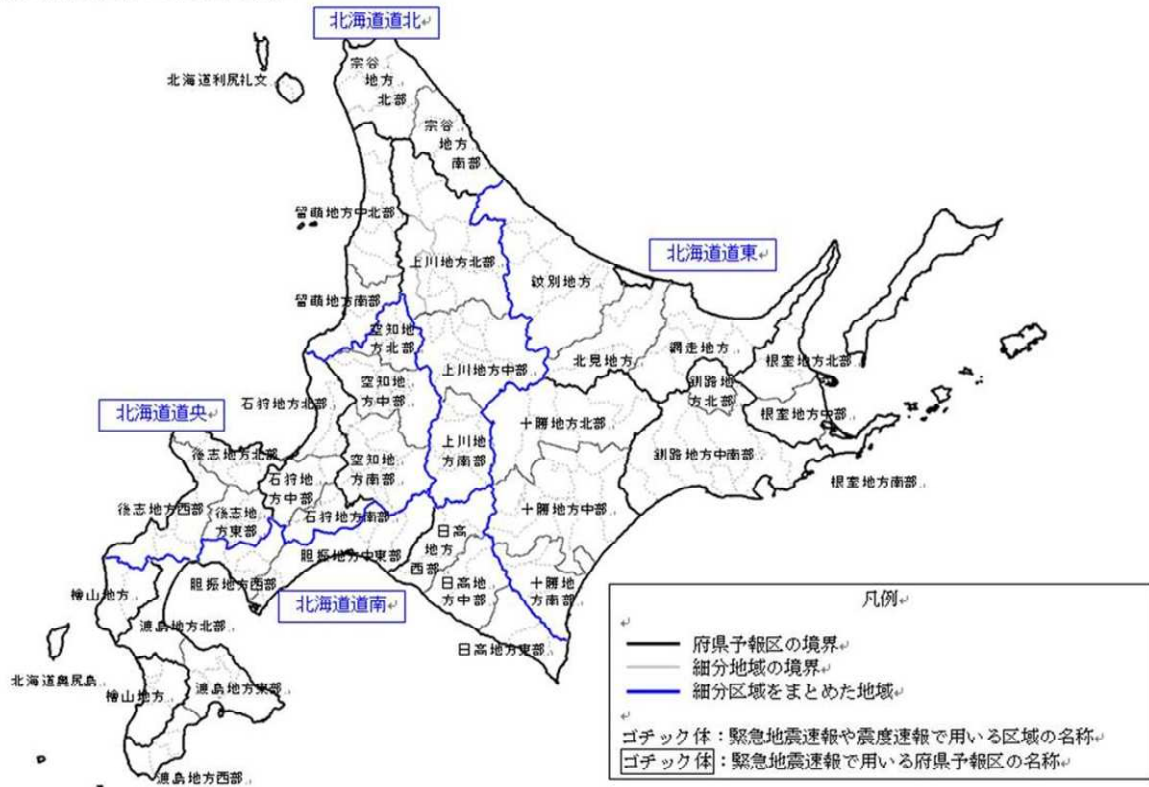 北海道道北
宗谷
地方
北部
北海道利尻礼文
宗谷
地方
南部
留萌地方中北部
北海道道東
上川地方北部
紋別地方
留萌地方南部
空知地
方北部
網走地方
北見地方
根室地方北部
上川地方中部
空知地
方中部
釧路地
方北部
石狩地方北部
北海道道央
根室地方中部
十勝地方北部
上川地
方南部
後志地方北部
空知地
方南部
釧路地方中南部
石狩地
方中部
根室地方南部
後志地方西部
後志地
方東部
石狩地方南部
十勝地方中部
日高
地方
西部
胆振地方中東部
胆振地方西部
日高地
方中部
十勝地
方南部
檜山地方
北海道道南
渡島地方北部
日高地方東部
北海道奥尻島
檜山地方
渡島地方東部
渡島地方西部
凡例
府県予報区の境界
細分地域の境界
細分区域をまとめた地域
ゴチック体：緊急地震速報や震度速報で用いる区域の名称
ゴチック体：緊急地震速報で用いる府県予報区の名称